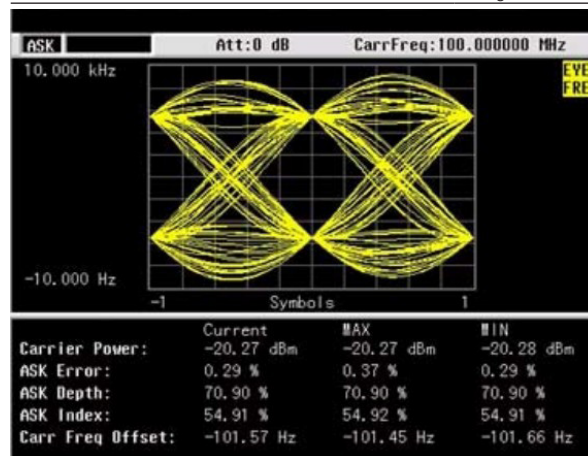 ASK Att:0 dB CarrFreq:100.000000 MHz
10.000 kHz
EYE
FRE
-10.000 Hz
-1 Symbols 1
Current MAX MIN
Carrier Power: -20.27 dBm -20.27 dBm -20.28 dBm
ASK Error: 0.29 % 0.37 % 0.29 %
ASK Depth: 70.90 % 70.90 % 70.90 %
ASK Index: 54.91 % 54.92 % 54.91 %
Carr Freq Offset: -101.57 Hz -101.45 Hz -101.66 Hz